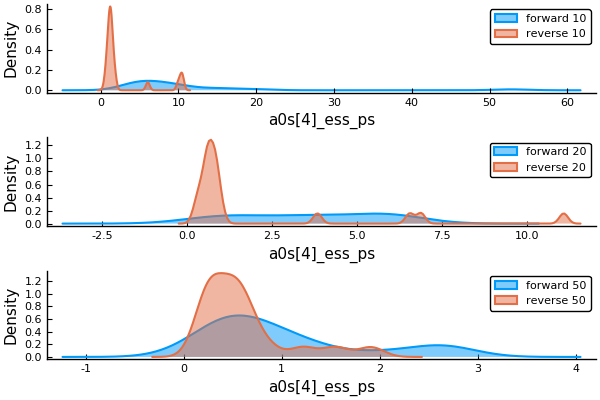 0.8
0.6
0.4
0.2
0.0
Density
forward 10
reverse 10
0 10 20 30 40 50 60
a0s[4]_ess_ps
1.2
1.0
0.8
0.6
0.4
0.2
0.0
Density
forward 20
reverse 20
-2.5 0.0 2.5 5.0 7.5 10.0
a0s[4]_ess_ps
1.2
1.0
0.8
0.6
0.4
0.2
0.0
Density
forward 50
reverse 50
-1 0 1 2 3 4
a0s[4]_ess_ps